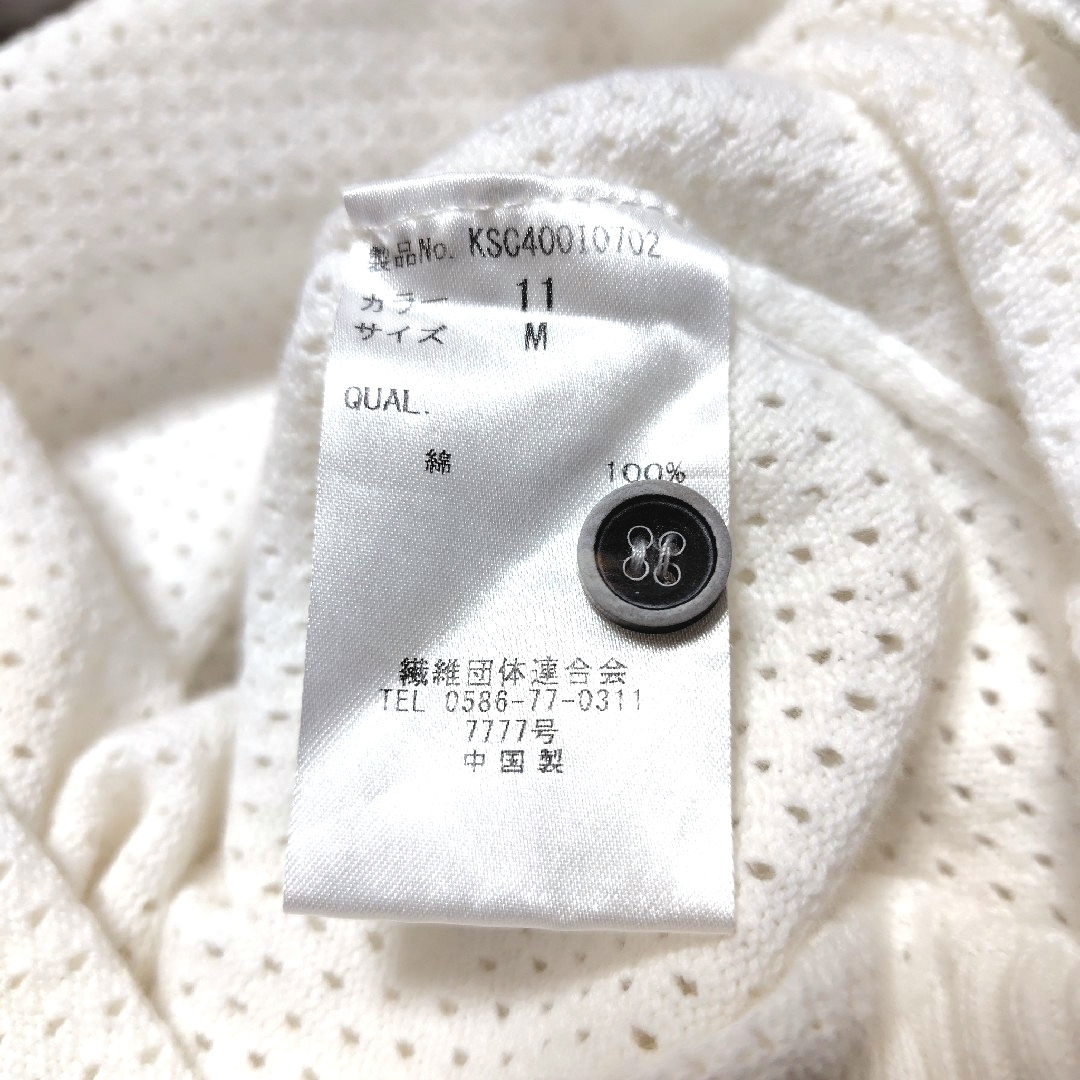 製品No. KSC40010702
カラー 11
サイズ M
QUAL.
綿 100%
繊維団体連合会
TEL 0586-77-0311
7777号
中国製